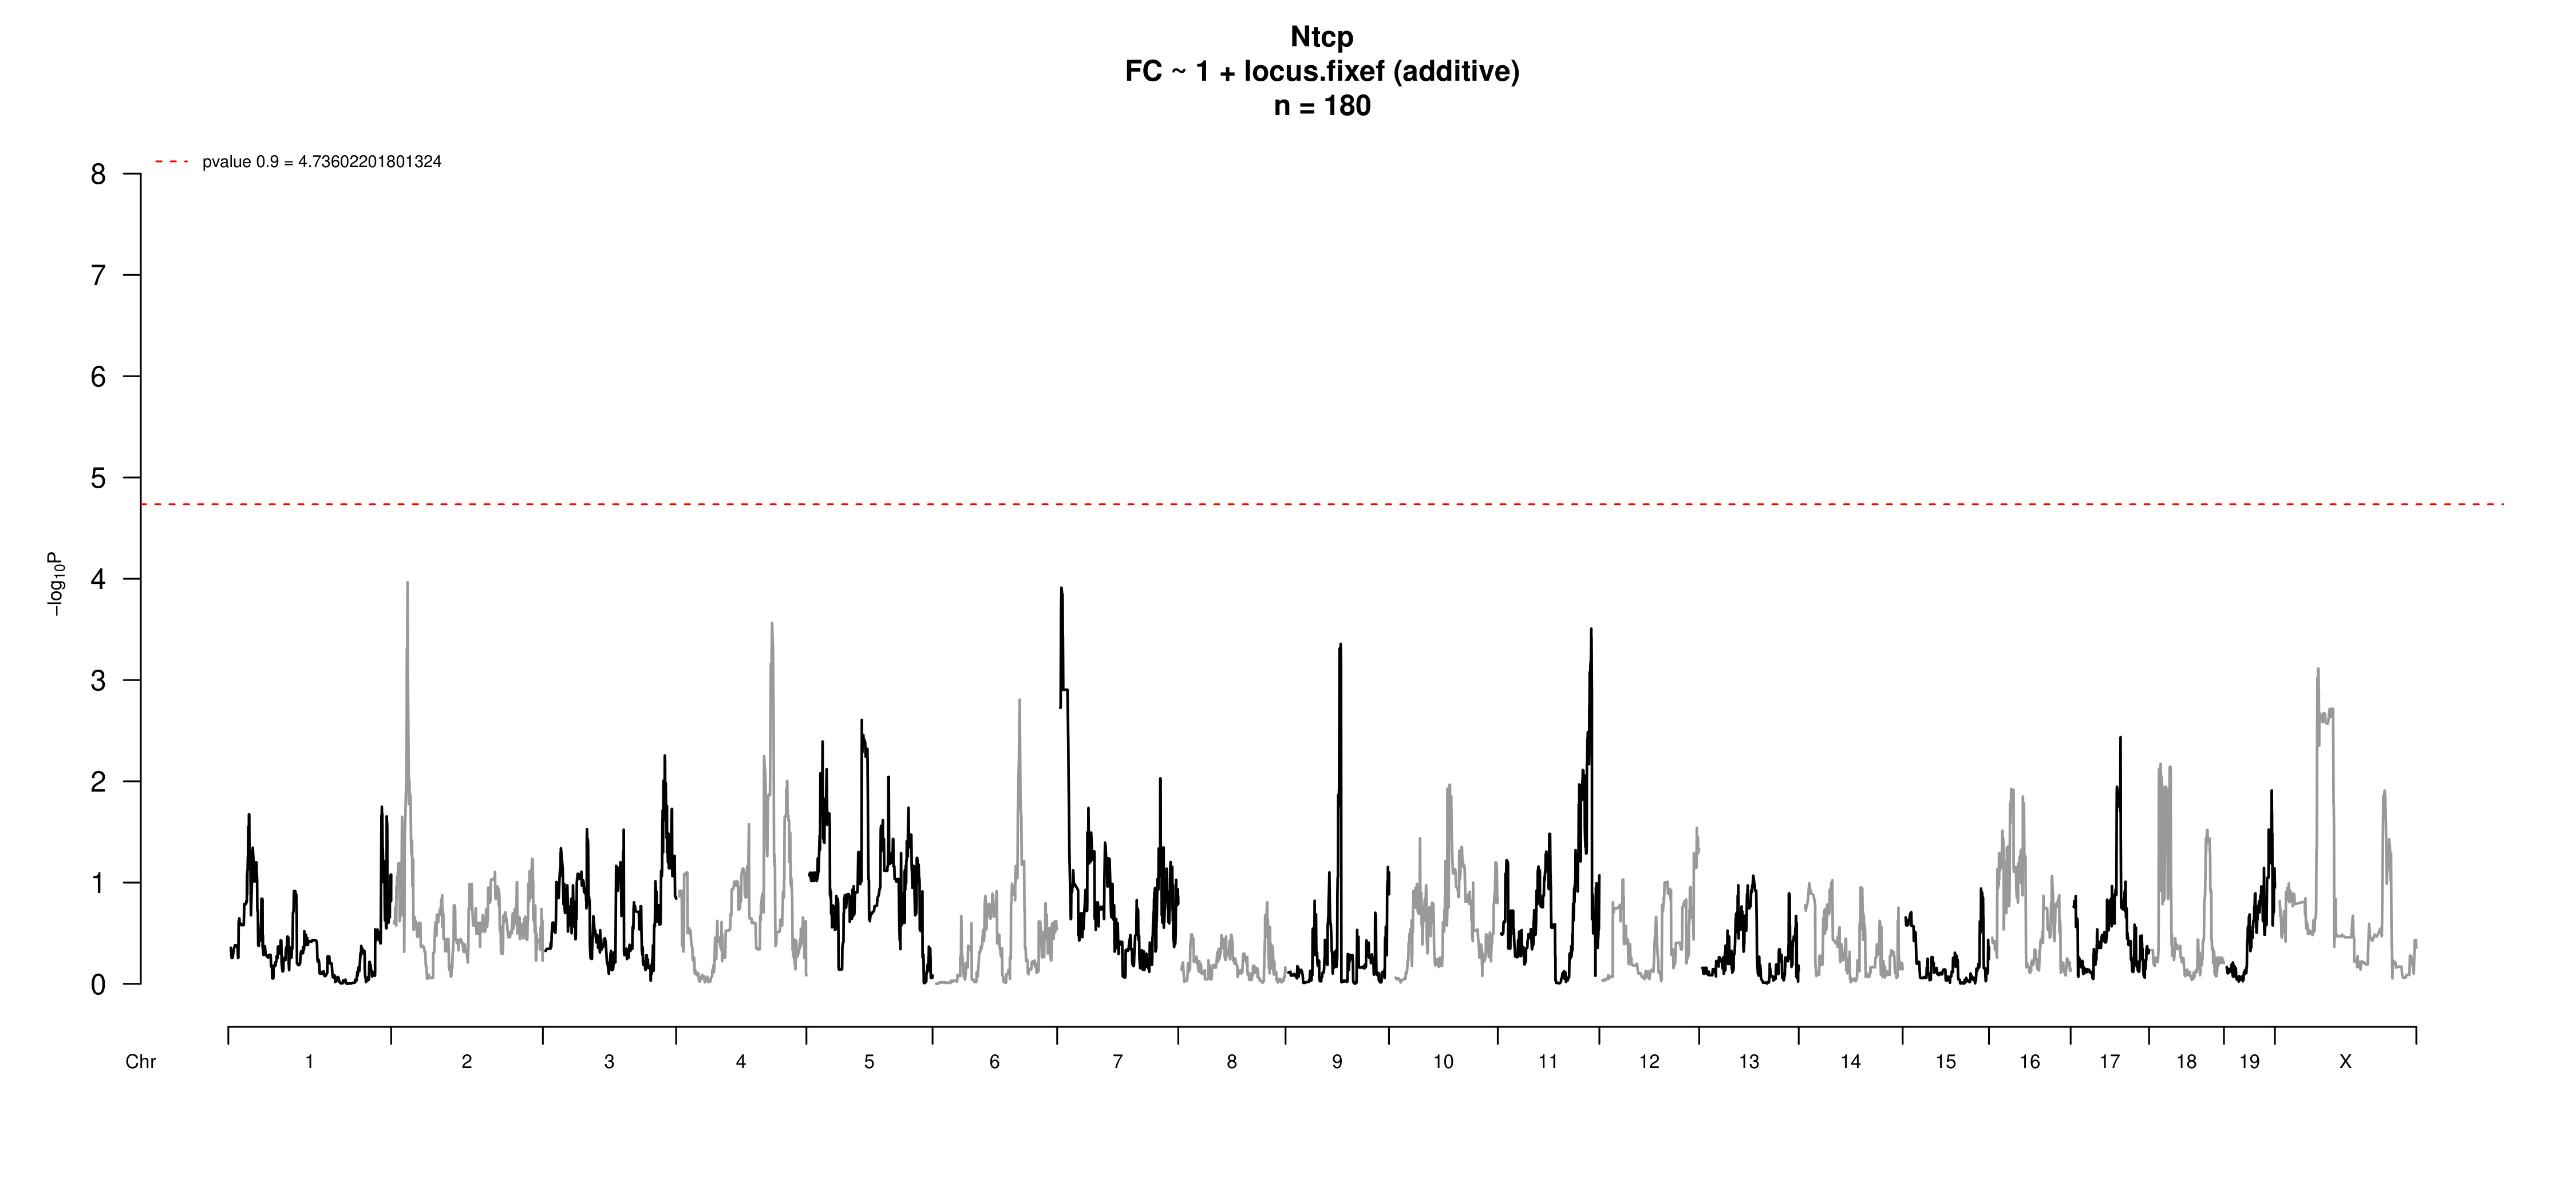 Ntcp
FC ~ 1 + locus.fixef (additive)
n = 180
pvalue 0.9 = 4.73602201801324
8
7
6
5
4
3
2
1
0
−log10P
Chr 1 2 3 4 5 6 7 8 9 10 11 12 13 14 15 16 17 18 19 X